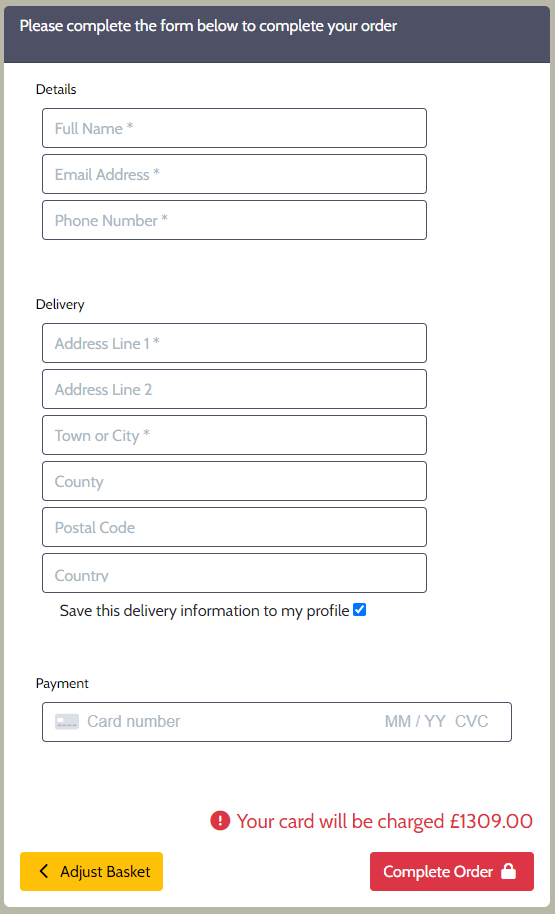 Please complete the form below to complete your order
Details
Full Name *
Email Address *
Phone Number *
Delivery
Address Line 1 *
Address Line 2
Town or City *
County
Postal Code
Country
Save this delivery information to my profile
Payment
Card number MM / YY CVC
Your card will be charged £1309.00
Adjust Basket
Complete Order